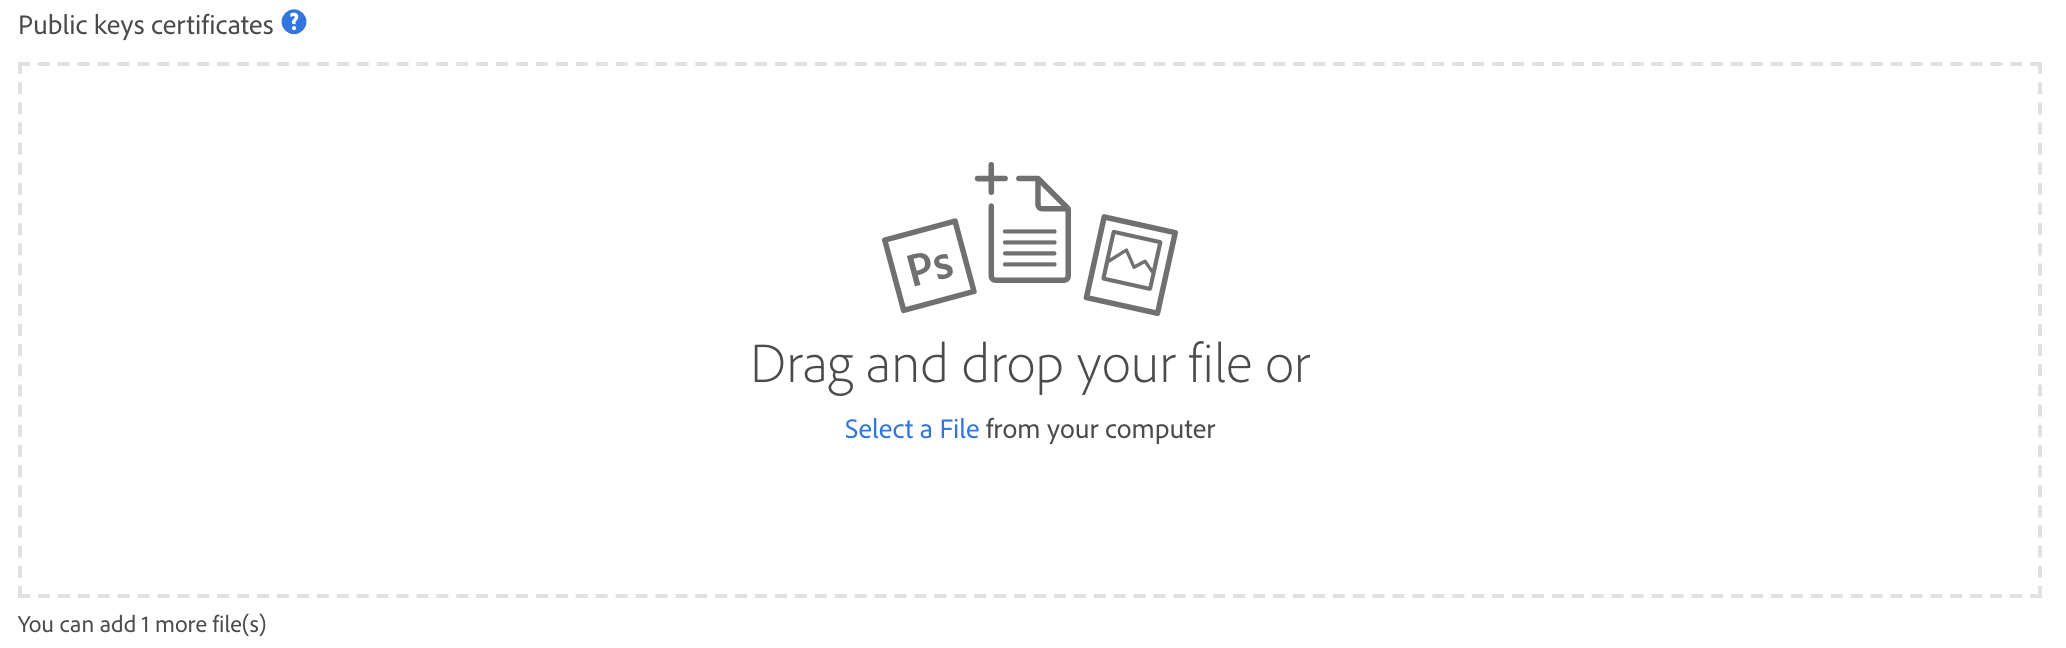 Public keys certificates ?
Ps
Drag and drop your file or
Select a File from your computer
You can add 1 more file(s)